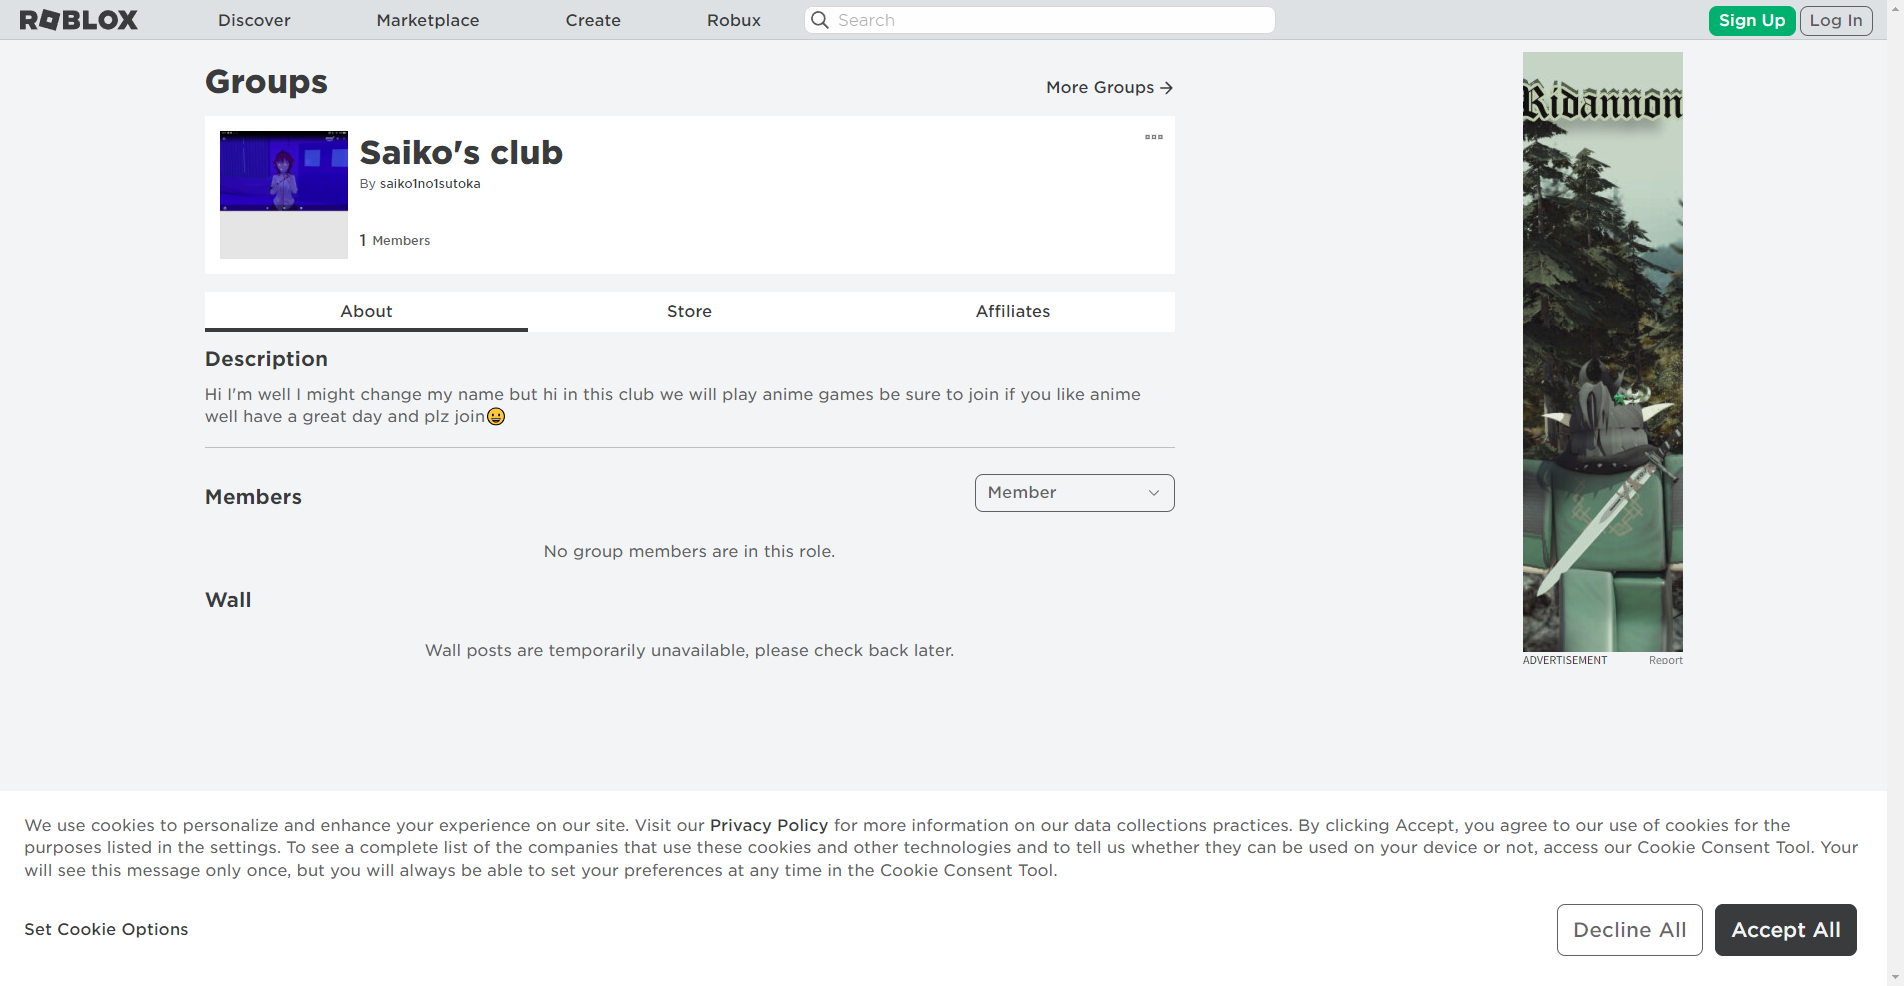 ROBLOX
Discover
Marketplace
Create
Robux
Search
Sign Up
Log In
Groups
More Groups
Saiko's club
By saiko1no1sutoka
1 Members
About
Store
Affiliates
Description
Hi I'm well I might change my name but hi in this club we will play anime games be sure to join if you like anime
well have a great day and plz join😀
Members
Member
No group members are in this role.
Wall
Wall posts are temporarily unavailable, please check back later.
Ridannon
ADVERTISEMENT
Report
We use cookies to personalize and enhance your experience on our site. Visit our Privacy Policy for more information on our data collections practices. By clicking Accept, you agree to our use of cookies for the
purposes listed in the settings. To see a complete list of the companies that use these cookies and other technologies and to tell us whether they can be used on your device or not, access our Cookie Consent Tool. Your
will see this message only once, but you will always be able to set your preferences at any time in the Cookie Consent Tool.
Set Cookie Options
Decline All
Accept All